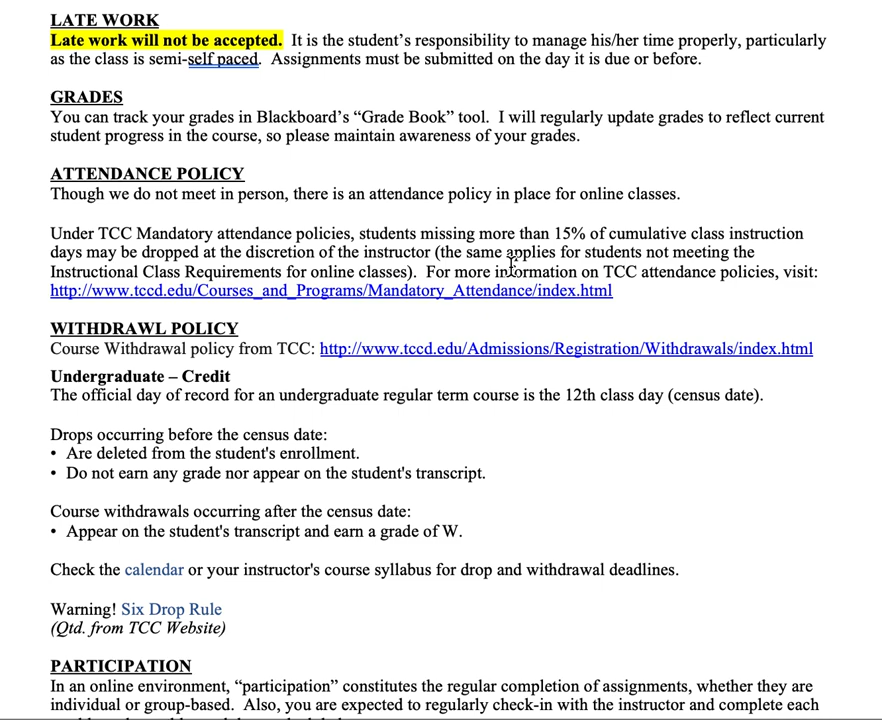 LATE WORK
Late work will not be accepted.  It is the student’s responsibility to manage his/her time properly, particularly
as the class is semi-self paced.  Assignments must be submitted on the day it is due or before.
GRADES
You can track your grades in Blackboard’s “Grade Book” tool.  I will regularly update grades to reflect current
student progress in the course, so please maintain awareness of your grades.
ATTENDANCE POLICY
Though we do not meet in person, there is an attendance policy in place for online classes.
Under TCC Mandatory attendance policies, students missing more than 15% of cumulative class instruction
days may be dropped at the discretion of the instructor (the same applies for students not meeting the
Instructional Class Requirements for online classes).  For more information on TCC attendance policies, visit:
http://www.tccd.edu/Courses_and_Programs/Mandatory_Attendance/index.html
WITHDRAWL POLICY
Course Withdrawal policy from TCC: http://www.tccd.edu/Admissions/Registration/Withdrawals/index.html
Undergraduate – Credit
The official day of record for an undergraduate regular term course is the 12th class day (census date).
Drops occurring before the census date:
• Are deleted from the student's enrollment.
• Do not earn any grade nor appear on the student's transcript.
Course withdrawals occurring after the census date:
• Appear on the student's transcript and earn a grade of W.
Check the calendar or your instructor's course syllabus for drop and withdrawal deadlines.
Warning! Six Drop Rule
(Qtd. from TCC Website)
PARTICIPATION
In an online environment, “participation” constitutes the regular completion of assignments, whether they are
individual or group-based.  Also, you are expected to regularly check-in with the instructor and complete each